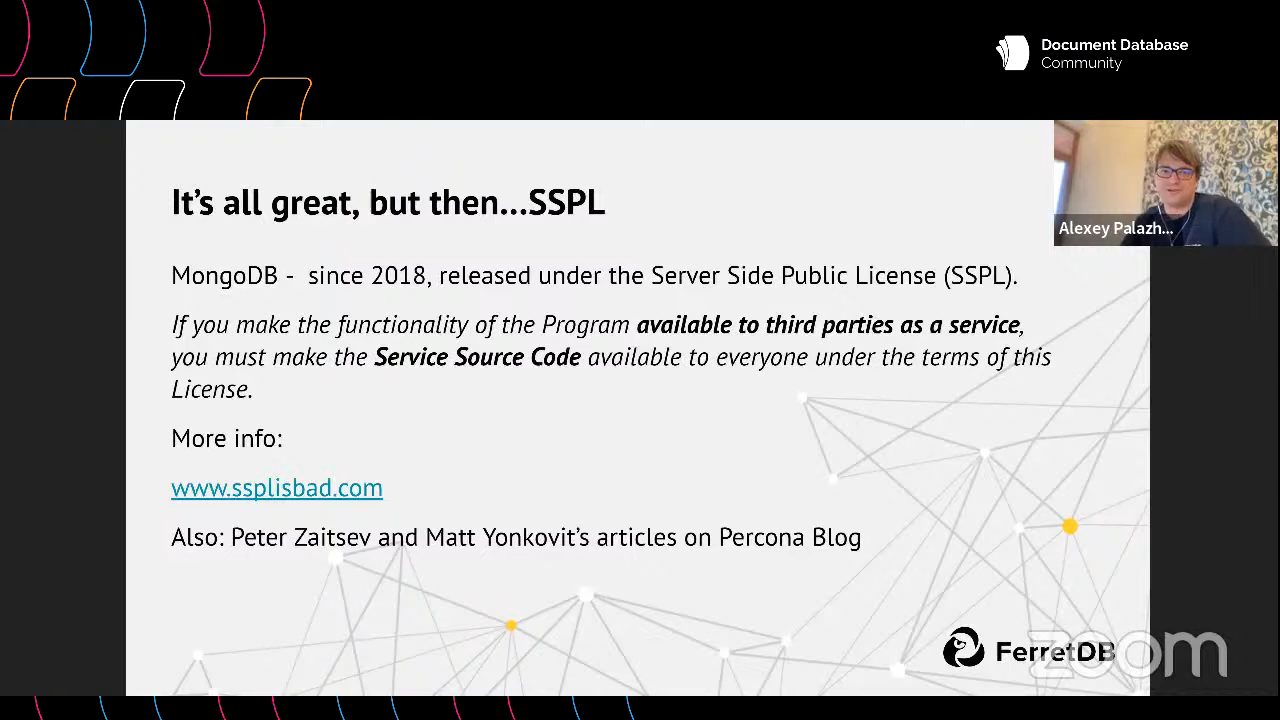 Document Database
Community
It's all great, but then...SSPL
Alexey Palazh...
MongoDB -  since 2018, released under the Server Side Public License (SSPL).
If you make the functionality of the Program available to third parties as a service,
you must make the Service Source Code available to everyone under the terms of this
License.
More info:
www.ssplisbad.com
Also: Peter Zaitsev and Matt Yonkovit's articles on Percona Blog
FerretDB
zoom